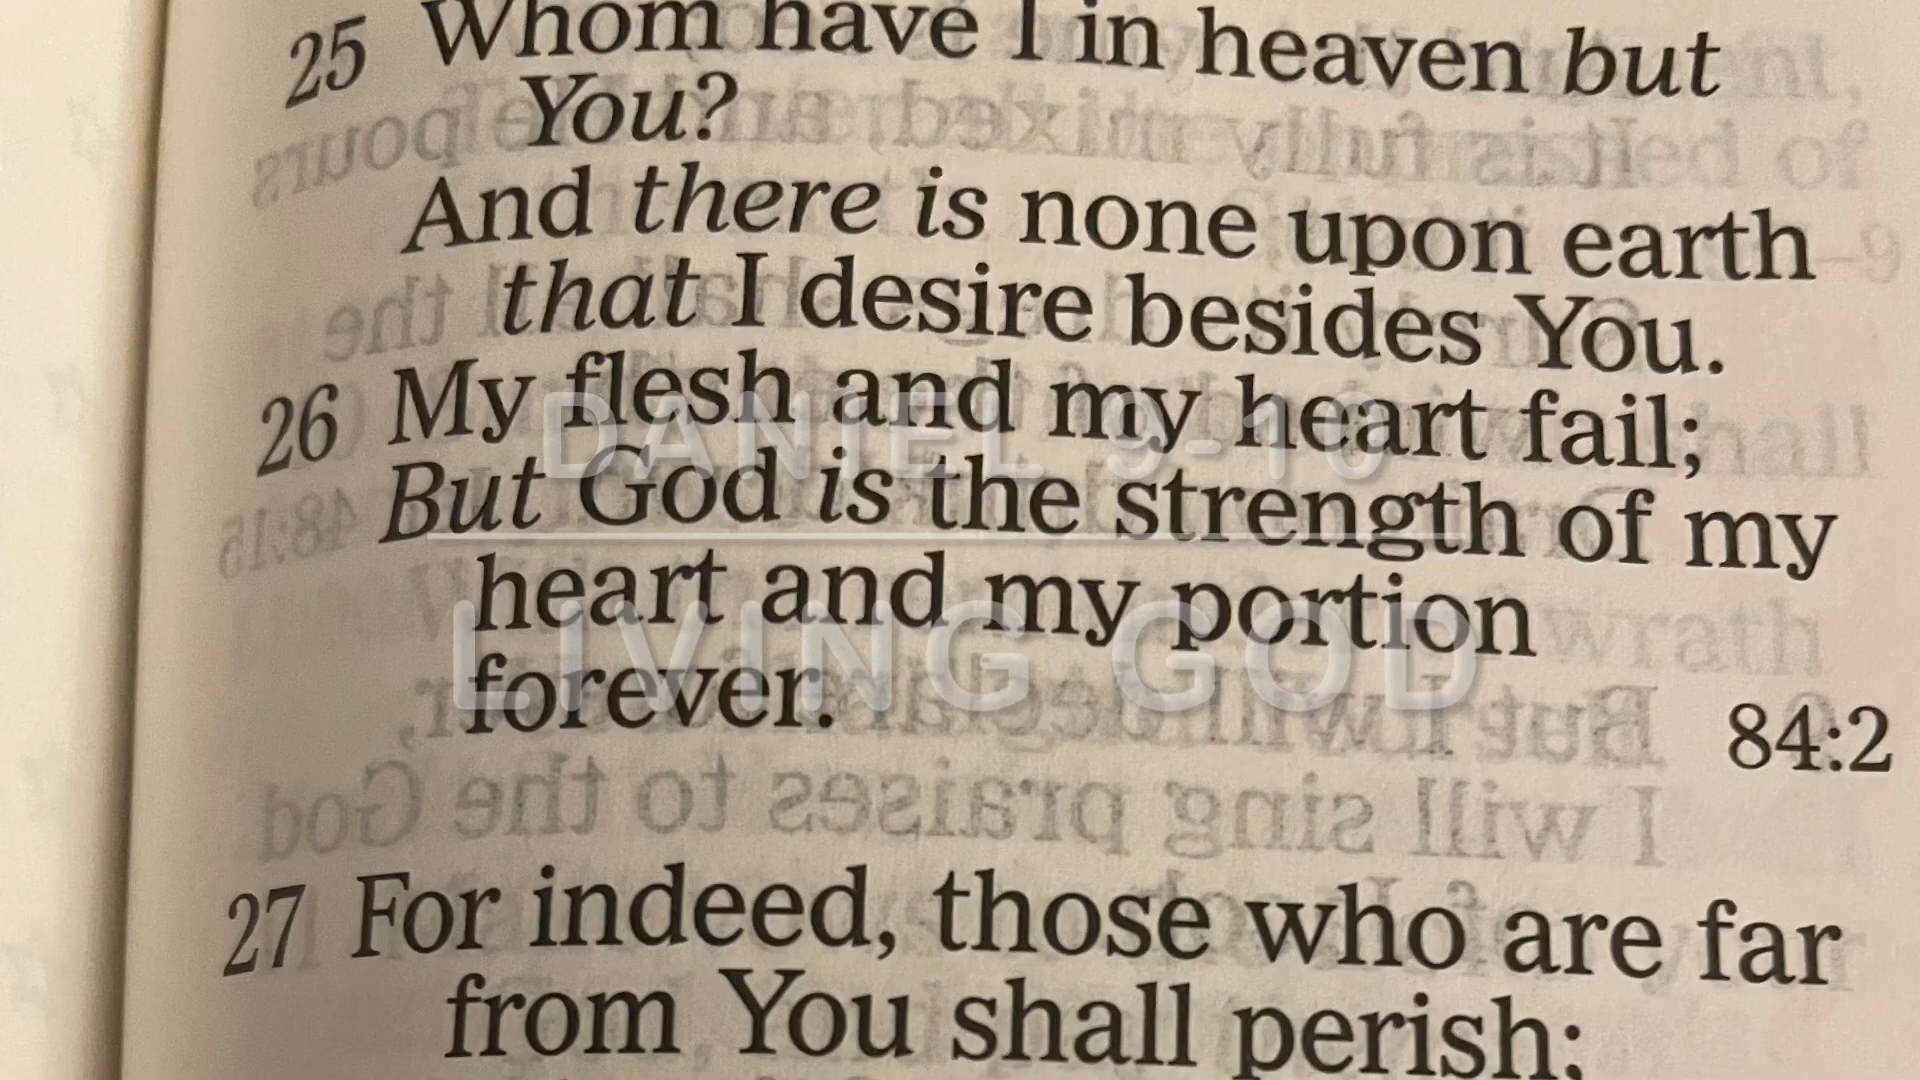 25 Whom have I in heaven but
You?
And there is none upon earth
that I desire besides You.
26 My flesh and my heart fail;
But God is the strength of my
heart and my portion
forever.
84:2
27 For indeed, those who are far
from You shall perish;
DANIEL 9-10
LIVING GOD